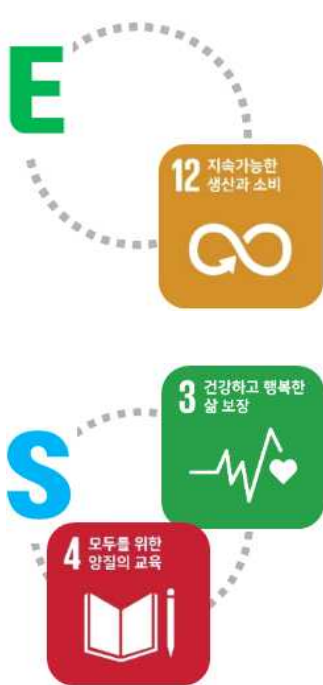 E
12 지속가능한
생산과 소비
3 건강하고 행복한
삶 보장
S
4 모두를 위한
양질의 교육